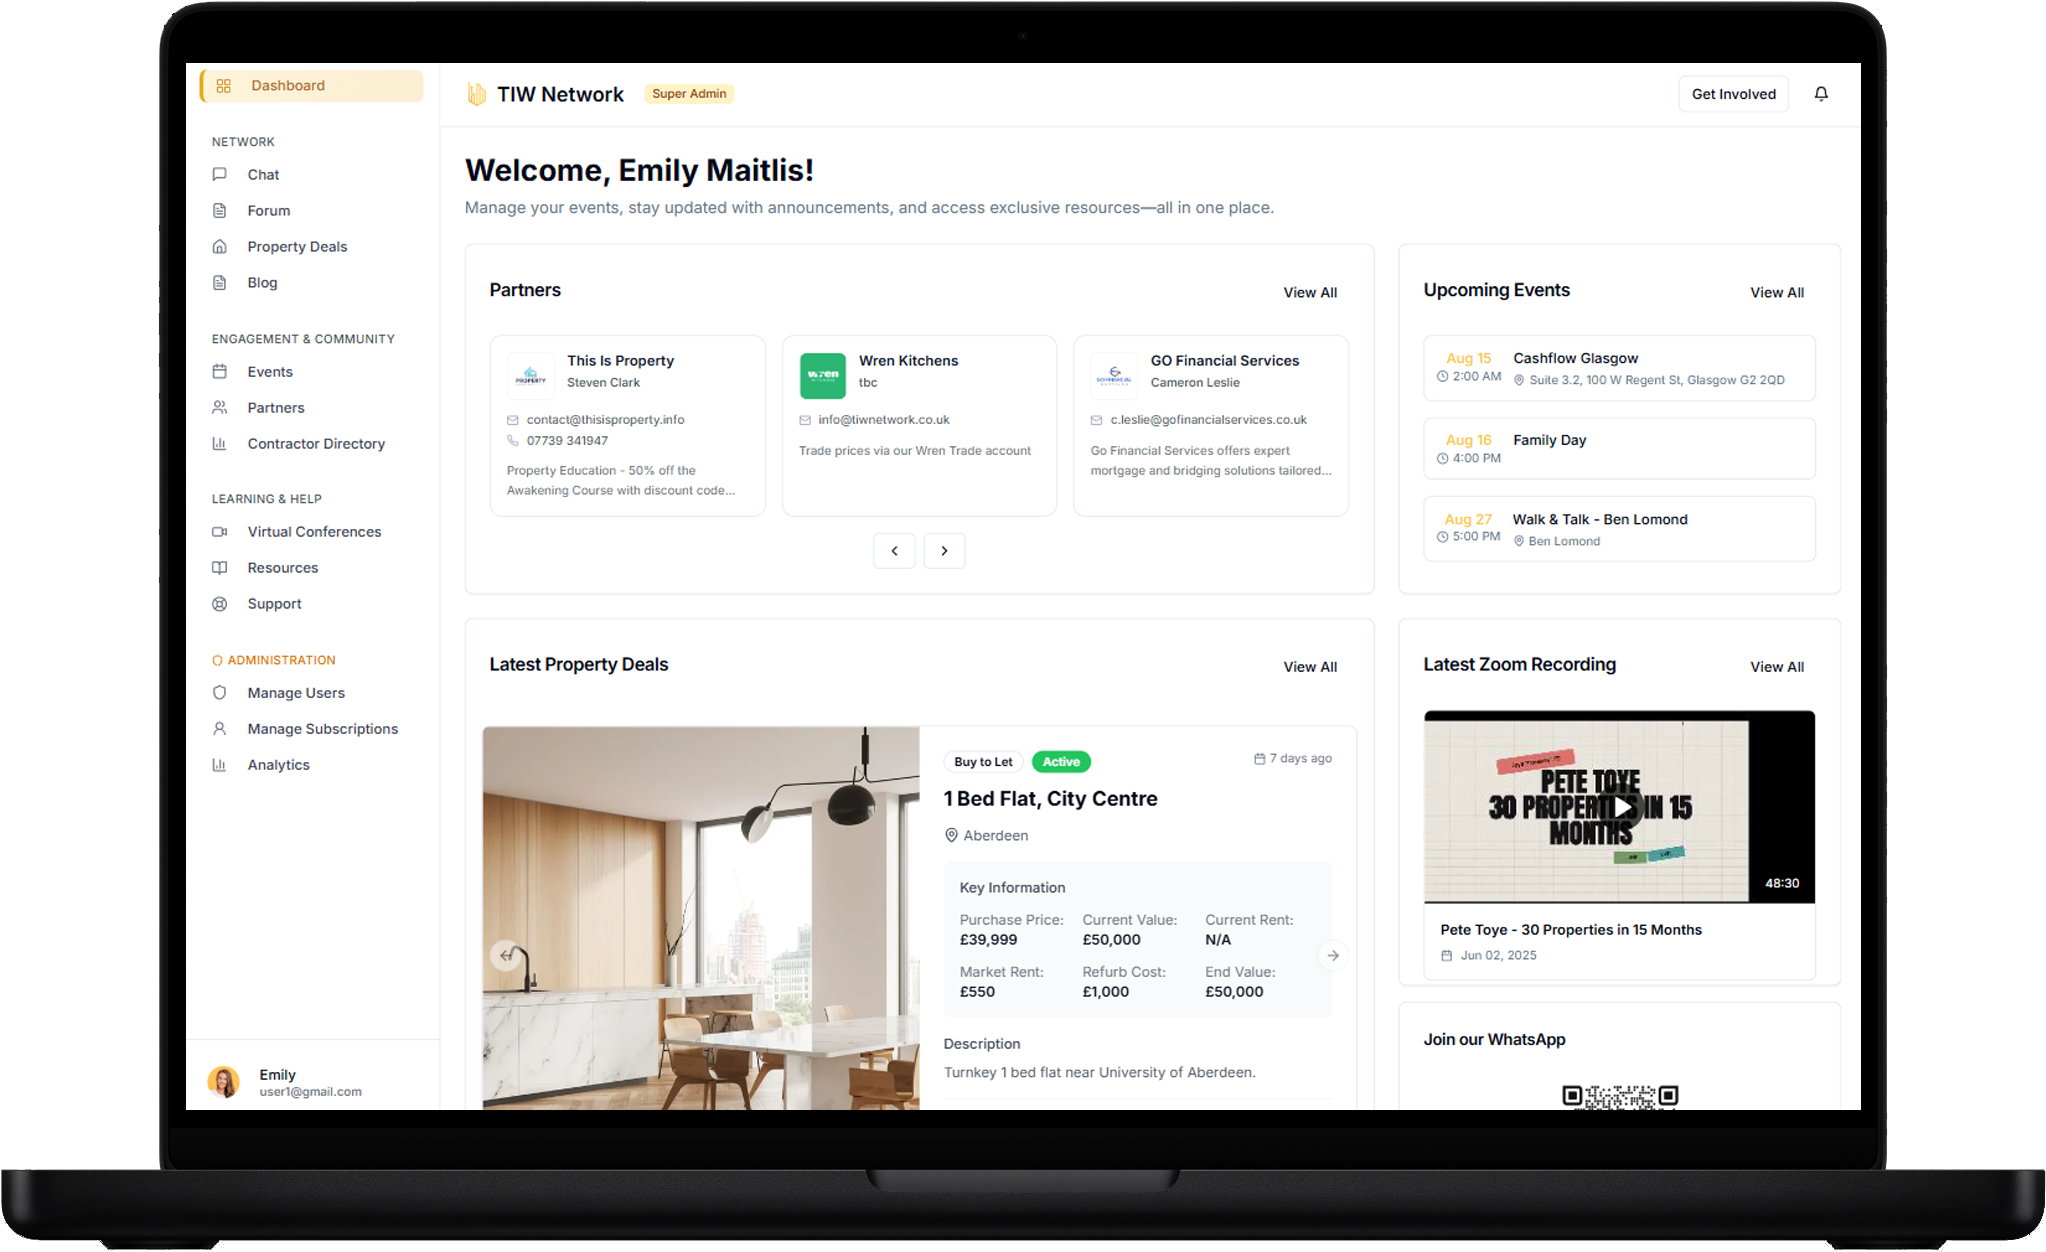 Dashboard
NETWORK
Chat
Forum
Property Deals
Blog
ENGAGEMENT & COMMUNITY
Events
Partners
Contractor Directory
LEARNING & HELP
Virtual Conferences
Resources
Support
ADMINISTRATION
Manage Users
Manage Subscriptions
Analytics
Emily
user1@gmail.com
TIW Network
Super Admin
Get Involved
Welcome, Emily Maitlis!
Manage your events, stay updated with announcements, and access exclusive resources—all in one place.
Partners
View All
PROPERTY
This Is Property
Steven Clark
contact@thisisproperty.info
07739 341947
Property Education - 50% off the
Awakening Course with discount code...
wren
KITCHENS
Wren Kitchens
tbc
info@tiwnetwork.co.uk
Trade prices via our Wren Trade account
GO FINANCIAL
GO Financial Services
Cameron Leslie
c.leslie@gofinancialservices.co.uk
Go Financial Services offers expert
mortgage and bridging solutions tailored...
Upcoming Events
View All
Aug 15
2:00 AM
Cashflow Glasgow
Suite 3.2, 100 W Regent St, Glasgow G2 2QD
Aug 16
4:00 PM
Family Day
Aug 27
5:00 PM
Walk & Talk - Ben Lomond
Ben Lomond
Latest Property Deals
View All
Buy to Let
Active
7 days ago
1 Bed Flat, City Centre
Aberdeen
Key Information
Purchase Price: Current Value: Current Rent:
£39,999 £50,000 N/A
Market Rent: Refurb Cost: End Value:
£550 £1,000 £50,000
Description
Turnkey 1 bed flat near University of Aberdeen.
Latest Zoom Recording
View All
PETE TOYE
30 PROPERTIES IN 15
MONTHS
48:30
Pete Toye - 30 Properties in 15 Months
Jun 02, 2025
Join our WhatsApp